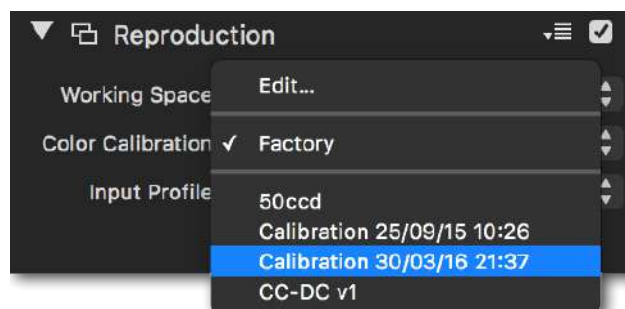 Reproduction
Working Space
Edit...
Color Calibration ✓ Factory
Input Profile
50ccd
Calibration 25/09/15 10:26
Calibration 30/03/16 21:37
CC-DC v1